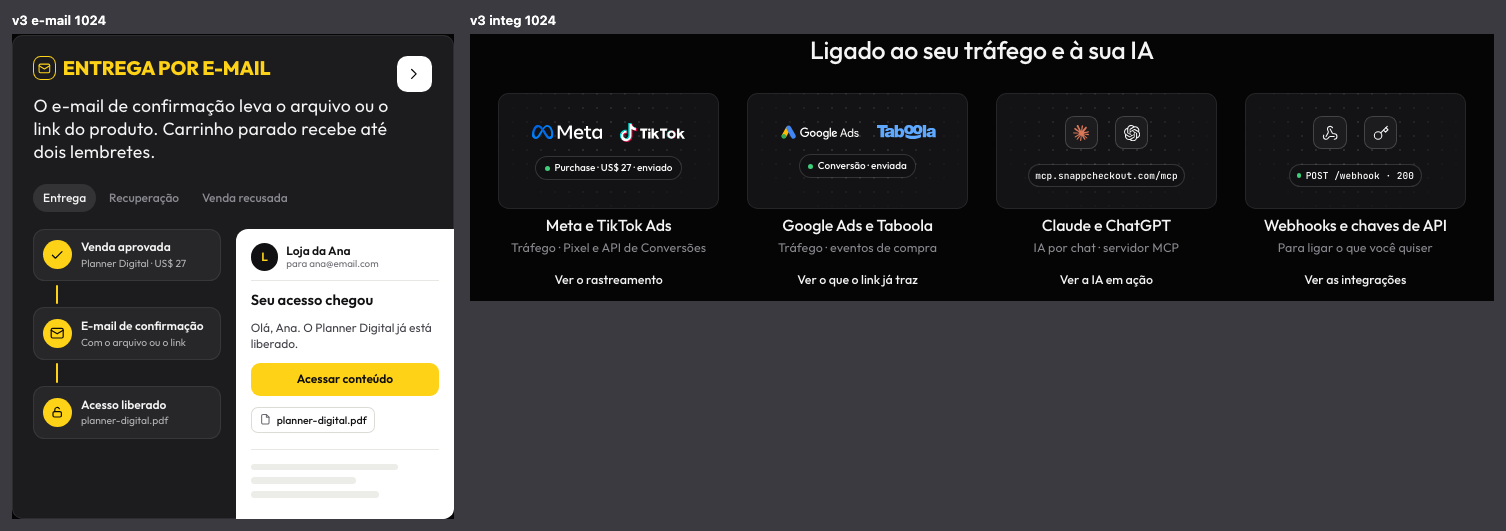 v3 e-mail 1024
ENTREGA POR E-MAIL
O e-mail de confirmação leva o arquivo ou o
link do produto. Carrinho parado recebe até
dois lembretes.
Entrega
Recuperação
Venda recusada
Venda aprovada
Planner Digital · US$ 27
E-mail de confirmação
Com o arquivo ou o link
Acesso liberado
planner-digital.pdf
L
Loja da Ana
para ana@email.com
Seu acesso chegou
Olá, Ana. O Planner Digital já está
liberado.
Acessar conteúdo
planner-digital.pdf
v3 integ 1024
Ligado ao seu tráfego e à sua IA
Meta
TikTok
Purchase · US$ 27 · enviado
Meta e TikTok Ads
Tráfego · Pixel e API de Conversões
Ver o rastreamento
Google Ads
Taboola
Conversão · enviada
Google Ads e Taboola
Tráfego · eventos de compra
Ver o que o link já traz
mcp.snappcheckout.com/mcp
Claude e ChatGPT
IA por chat · servidor MCP
Ver a IA em ação
POST /webhook · 200
Webhooks e chaves de API
Para ligar o que você quiser
Ver as integrações